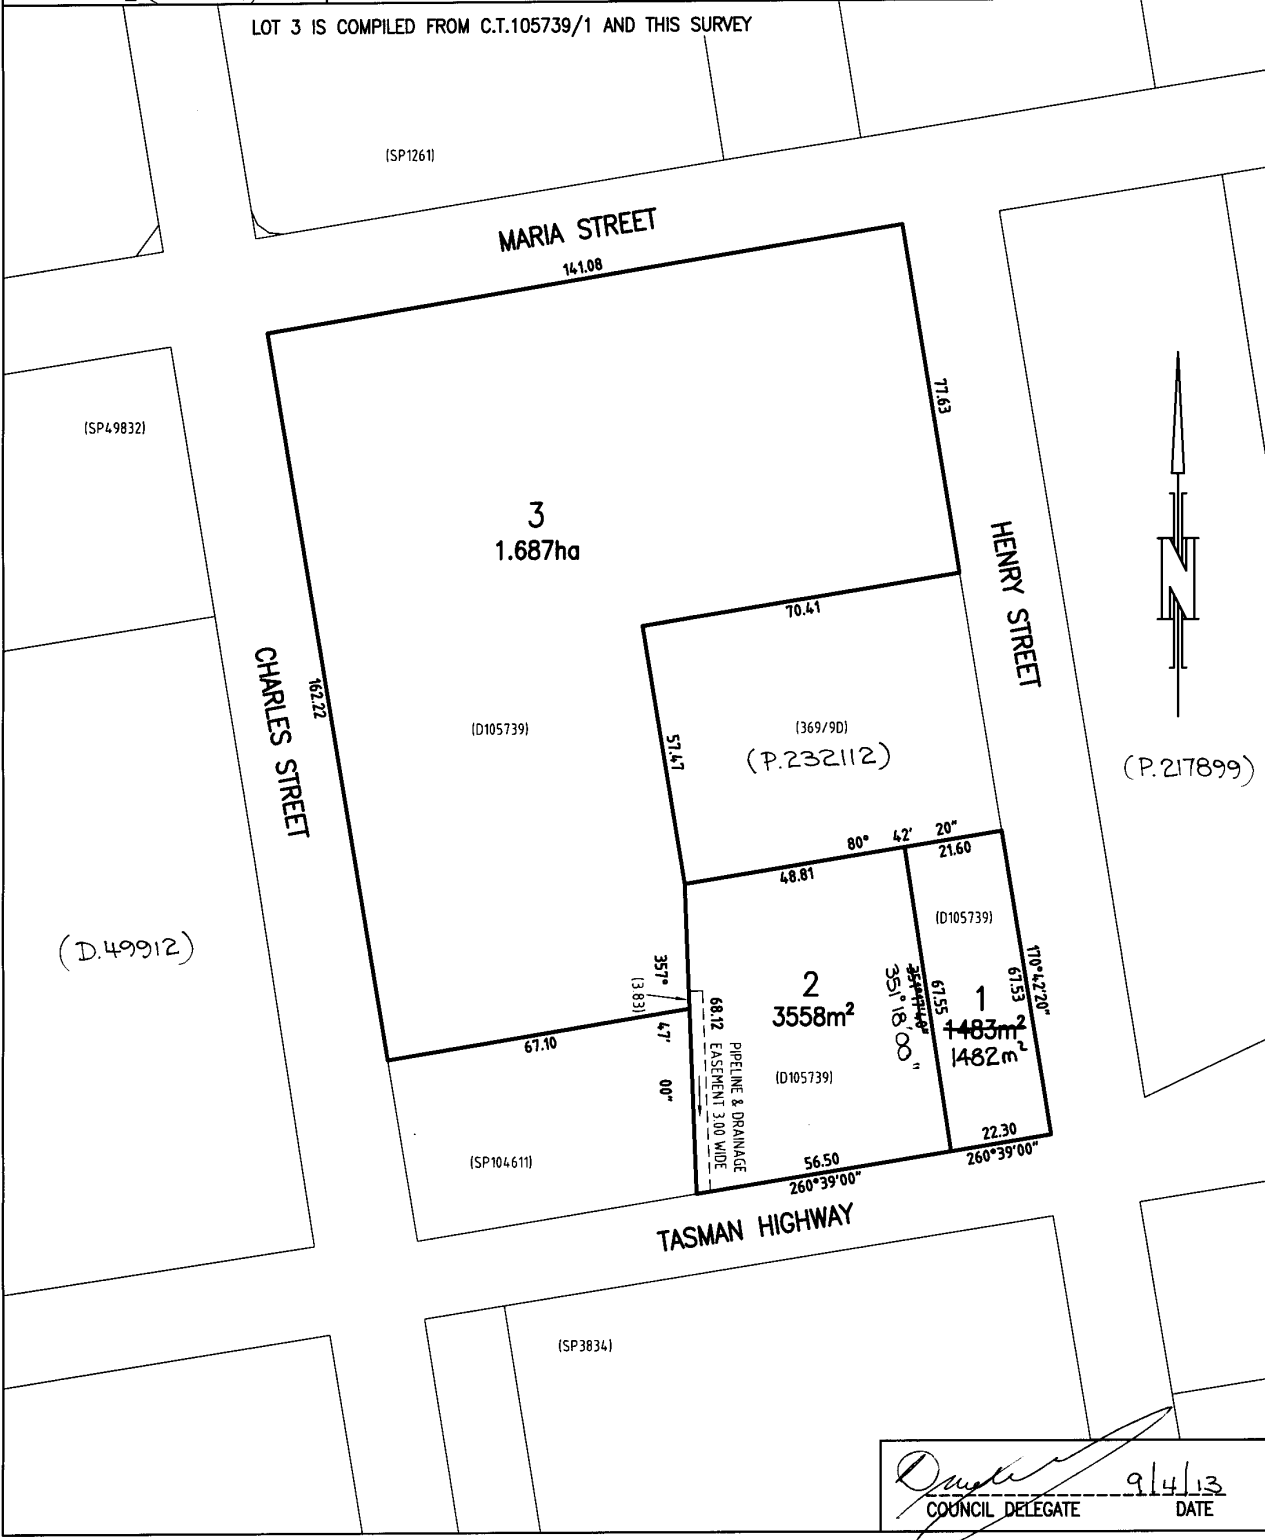 LOT 3 IS COMPILED FROM C.T.105739/1 AND THIS SURVEY
(SP1261)
MARIA STREET
141.08
77.63
(SP49832)
3
1.687ha
HENRY STREET
N
70.41
CHARLES STREET
162.22
(D105739)
57.47
(369/9D)
(P.232112)
(P.217899)
80° 42' 20"
21.60
48.81
(D105739)
(D.49912)
357° 47' 00"
(3.83)
68.12
PIPELINE & DRAINAGE
EASEMENT 3.00 WIDE
2
3558m²
(D105739)
351°18'00"
67.55
1
1483m²
1482m²
67.53
170°42'20"
67.10
(SP104611)
56.50
260°39'00"
22.30
260°39'00"
TASMAN HIGHWAY
(SP3834)
9/4/13
COUNCIL DELEGATE DATE